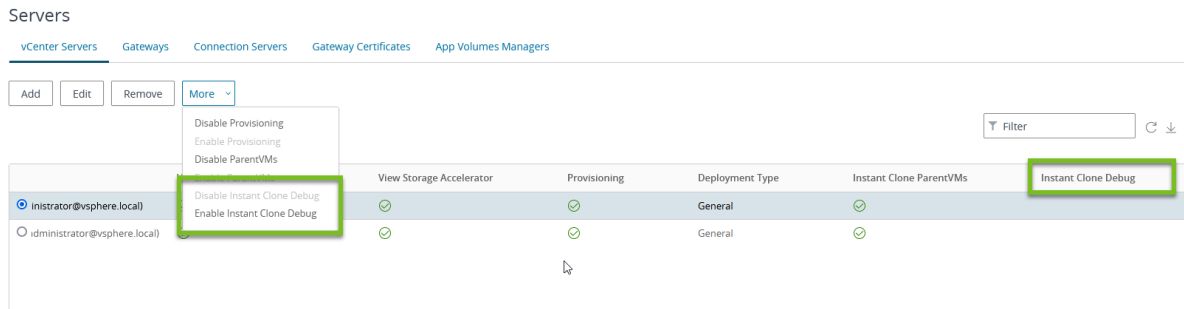 Servers
vCenter Servers Gateways Connection Servers Gateway Certificates App Volumes Managers
Add Edit Remove More
Disable Provisioning
Enable Provisioning
Disable ParentVMs
Filter
View Storage Accelerator Provisioning Deployment Type Instant Clone ParentVMs Instant Clone Debug
Disable Instant Clone Debug
inistrator@vsphere.local) General
Enable Instant Clone Debug
dministrator@vsphere.local) General